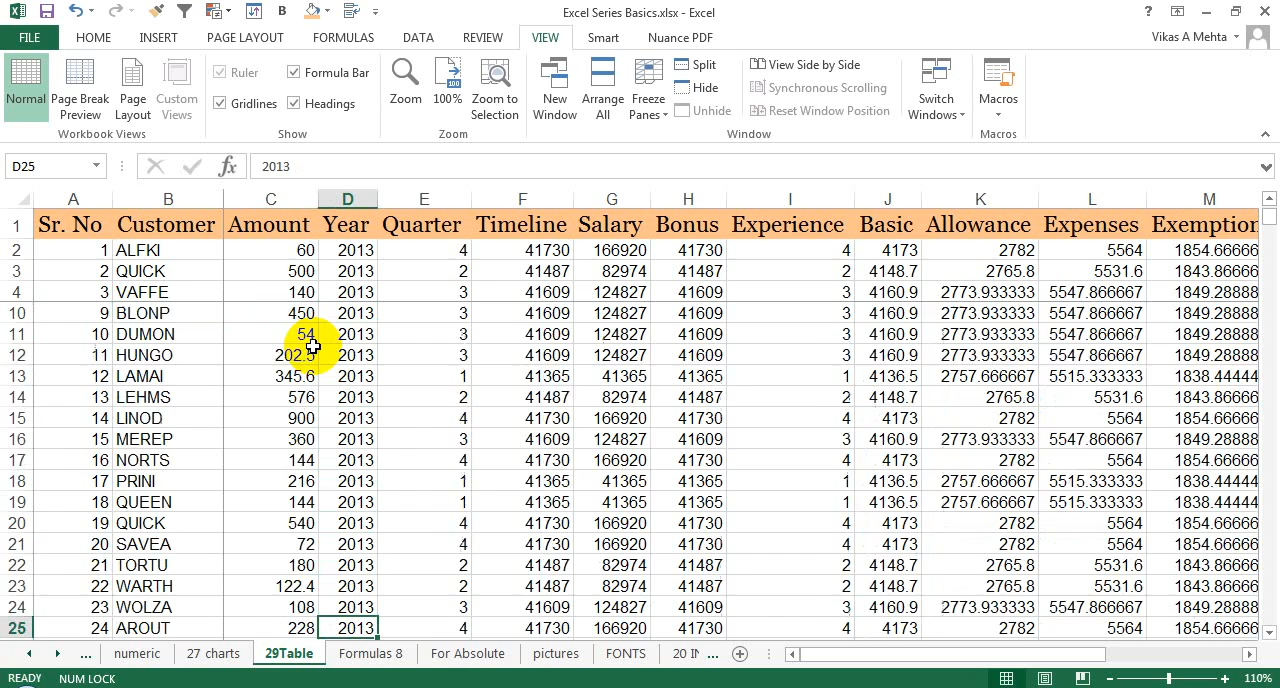 Excel Series Basics.xlsx - Excel
FILE HOME INSERT PAGE LAYOUT FORMULAS DATA REVIEW VIEW Smart Nuance PDF Vikas A Mehta
Normal Page Break Preview Page Layout Custom Views
Workbook Views
Ruler Formula Bar
Gridlines Headings
Show
Zoom 100% Zoom to Selection
Zoom
New Window Arrange All Freeze Panes
Split
Hide
Unhide
View Side by Side
Synchronous Scrolling
Reset Window Position
Switch Windows
Window
Macros
Macros
D25 fx 2013
A B C D E F G H I J K L M
1 Sr. No Customer Amount Year Quarter Timeline Salary Bonus Experience Basic Allowance Expenses Exemption
2 1 ALFKI 60 2013 4 41730 166920 41730 4 4173 2782 5564 1854.66666
3 2 QUICK 500 2013 2 41487 82974 41487 2 4148.7 2765.8 5531.6 1843.86666
4 3 VAFFE 140 2013 3 41609 124827 41609 3 4160.9 2773.933333 5547.866667 1849.28888
10 9 BLONP 450 2013 3 41609 124827 41609 3 4160.9 2773.933333 5547.866667 1849.28888
11 10 DUMON 54 2013 3 41609 124827 41609 3 4160.9 2773.933333 5547.866667 1849.28888
12 11 HUNGO 202.5 2013 3 41609 124827 41609 3 4160.9 2773.933333 5547.866667 1849.28888
13 12 LAMAI 345.6 2013 1 41365 41365 41365 1 4136.5 2757.666667 5515.333333 1838.44444
14 13 LEHMS 576 2013 2 41487 82974 41487 2 4148.7 2765.8 5531.6 1843.86666
15 14 LINOD 900 2013 4 41730 166920 41730 4 4173 2782 5564 1854.66666
16 15 MEREP 360 2013 3 41609 124827 41609 3 4160.9 2773.933333 5547.866667 1849.28888
17 16 NORTS 144 2013 4 41730 166920 41730 4 4173 2782 5564 1854.66666
18 17 PRINI 216 2013 1 41365 41365 41365 1 4136.5 2757.666667 5515.333333 1838.44444
19 18 QUEEN 144 2013 1 41365 41365 41365 1 4136.5 2757.666667 5515.333333 1838.44444
20 19 QUICK 540 2013 4 41730 166920 41730 4 4173 2782 5564 1854.66666
21 20 SAVEA 72 2013 4 41730 166920 41730 4 4173 2782 5564 1854.66666
22 21 TORTU 180 2013 2 41487 82974 41487 2 4148.7 2765.8 5531.6 1843.86666
23 22 WARTH 122.4 2013 2 41487 82974 41487 2 4148.7 2765.8 5531.6 1843.86666
24 23 WOLZA 108 2013 3 41609 124827 41609 3 4160.9 2773.933333 5547.866667 1849.28888
25 24 AROUT 228 2013 4 41730 166920 41730 4 4173 2782 5564 1854.66666
... numeric 27 charts 29Table Formulas 8 For Absolute pictures FONTS 20 II ...
READY NUM LOCK 110%